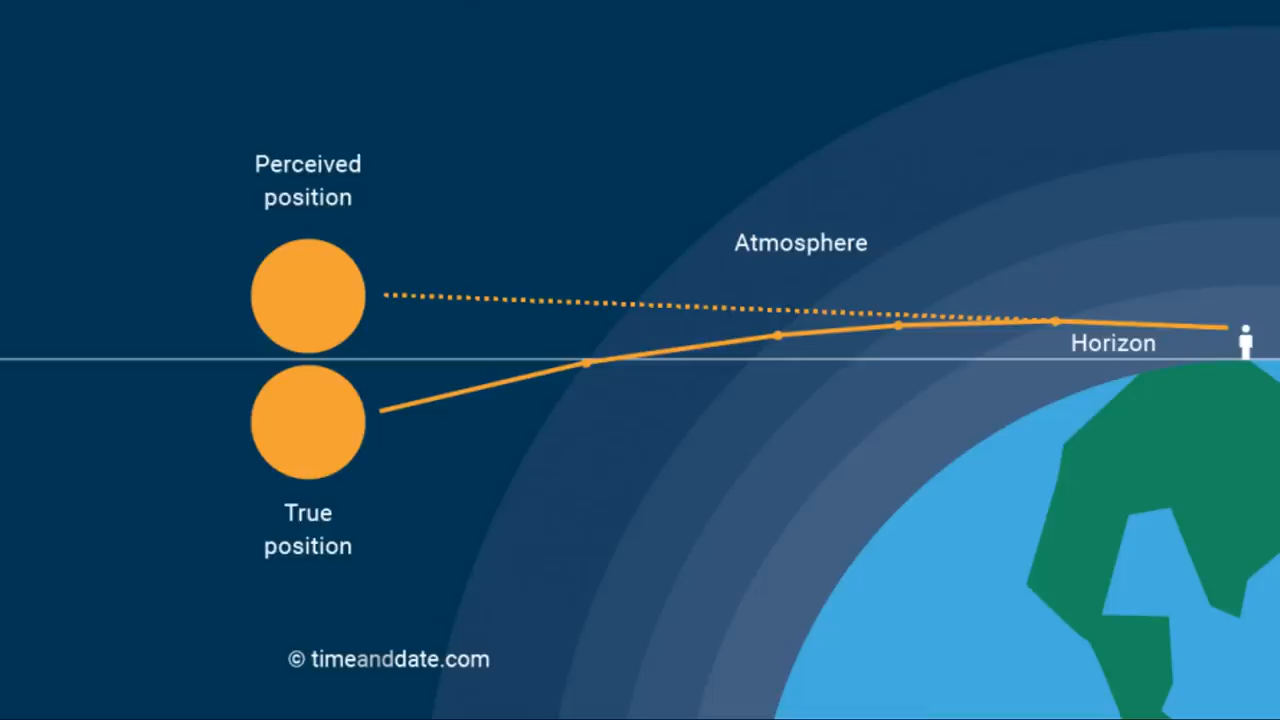 Perceived
position
Atmosphere
Horizon
True
position
© timeanddate.com